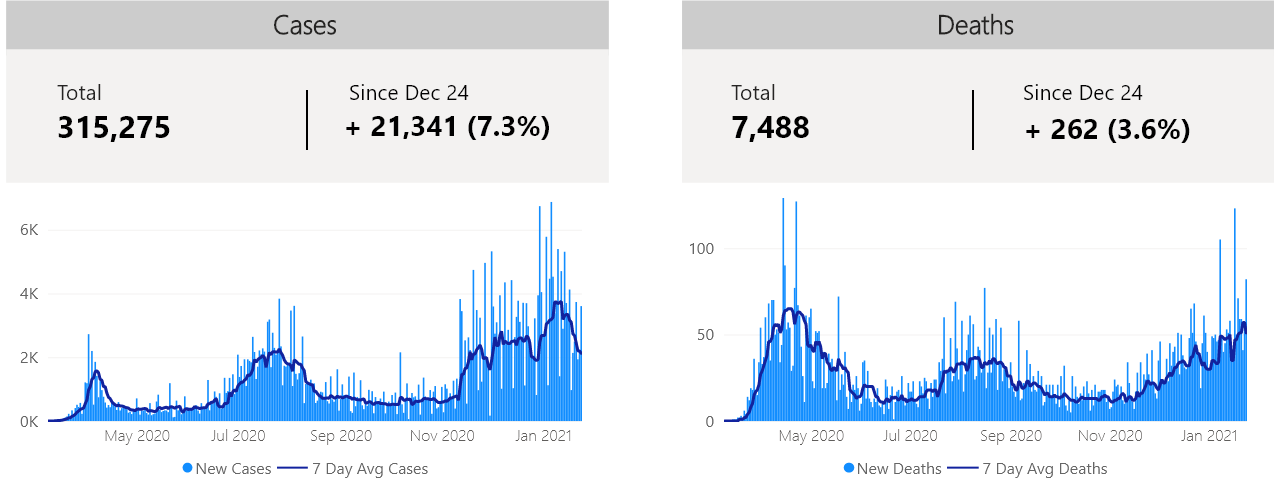 Cases
Total
315,275
Since Dec 24
+ 21,341 (7.3%)
6K
4K
2K
0K
May 2020 Jul 2020 Sep 2020 Nov 2020 Jan 2021
New Cases 7 Day Avg Cases
Deaths
Total
7,488
Since Dec 24
+ 262 (3.6%)
100
50
0
May 2020 Jul 2020 Sep 2020 Nov 2020 Jan 2021
New Deaths 7 Day Avg Deaths